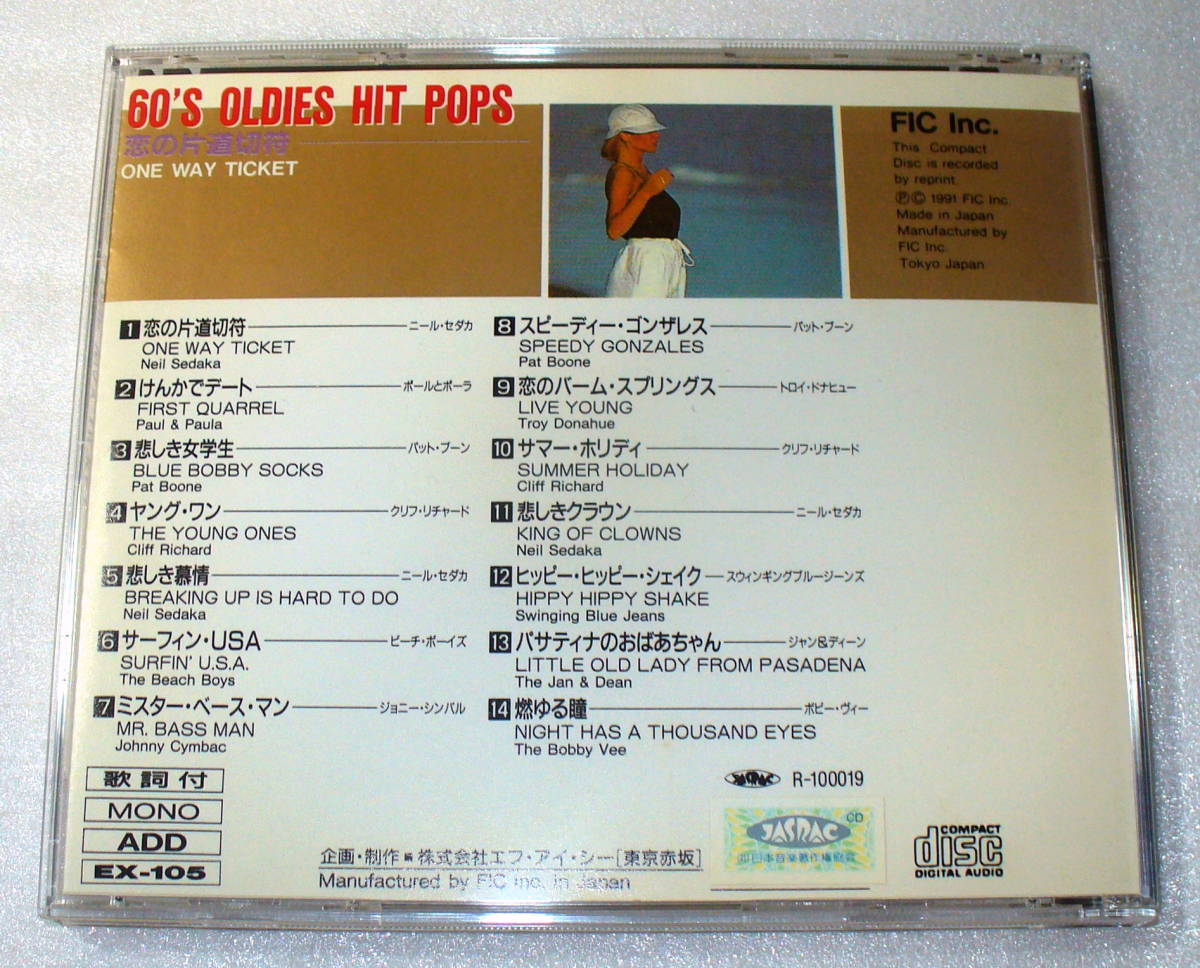 60'S OLDIES HIT POPS
恋の片道切符
ONE WAY TICKET
FIC Inc.
This Compact
Disc is recorded
by reprint.
Ⓟ© 1991 FIC Inc.
Made in Japan
Manufactured by
FIC Inc.
Tokyo Japan
1 恋の片道切符 ニール・セダカ
ONE WAY TICKET
Neil Sedaka
2 けんかでデート ポールとポーラ
FIRST QUARREL
Paul & Paula
3 悲しき女学生 パット・ブーン
BLUE BOBBY SOCKS
Pat Boone
4 ヤング・ワン クリフ・リチャード
THE YOUNG ONES
Cliff Richard
5 悲しき慕情 ニール・セダカ
BREAKING UP IS HARD TO DO
Neil Sedaka
6 サーフィン・USA ビーチ・ボーイズ
SURFIN' U.S.A.
The Beach Boys
7 ミスター・ベース・マン ジョニー・シンバル
MR. BASS MAN
Johnny Cymbac
8 スピーディー・ゴンザレス パット・ブーン
SPEEDY GONZALES
Pat Boone
9 恋のパーム・スプリングス トロイ・ドナヒュー
LIVE YOUNG
Troy Donahue
10 サマー・ホリディ クリフ・リチャード
SUMMER HOLIDAY
Cliff Richard
11 悲しきクラウン ニール・セダカ
KING OF CLOWNS
Neil Sedaka
12 ヒッピー・ヒッピー・シェイク スウィンギングブルージーンズ
HIPPY HIPPY SHAKE
Swinging Blue Jeans
13 パサディナのおばあちゃん ジャン&ディーン
LITTLE OLD LADY FROM PASADENA
The Jan & Dean
14 燃ゆる瞳 ボビー・ヴィー
NIGHT HAS A THOUSAND EYES
The Bobby Vee
歌詞付
MONO
ADD
EX-105
JASRAC R-100019
CD
JASRAC
日本音楽著作権協会
企画・制作 株式会社エフ・アイ・シー[東京赤坂]
Manufactured by FIC Inc. in Japan
COMPACT
disc
DIGITAL AUDIO